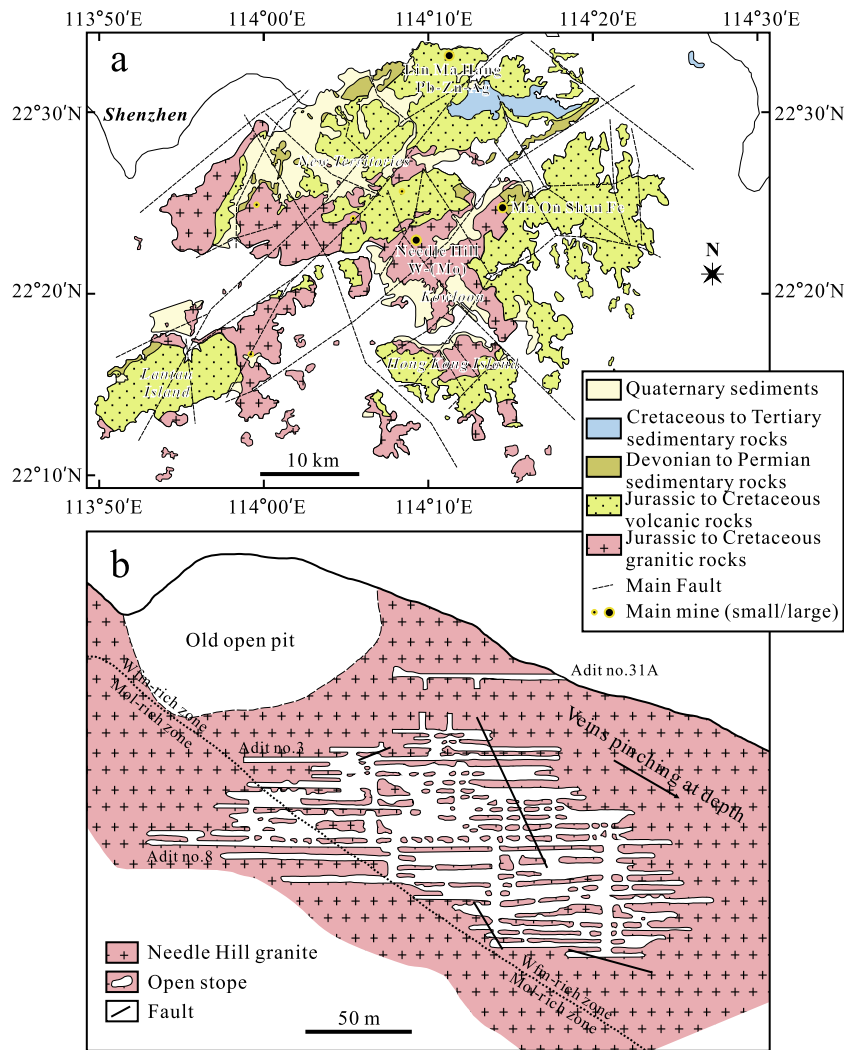 113°50′E
114°00′E
114°10′E
114°20′E
114°30′E
a
Lin Ma Hang
Pb-Zn-Ag
22°30′N
22°30′N
Shenzhen
New Territories
Ma On Shan Fe
Needle Hill
W-(Mo)
N
22°20′N
22°20′N
Kowloon
Hong Kong Island
Lantau
Island
10 km
22°10′N
113°50′E
114°00′E
114°10′E
Quaternary sediments
Cretaceous to Tertiary
sedimentary rocks
Devonian to Permian
sedimentary rocks
Jurassic to Cretaceous
volcanic rocks
Jurassic to Cretaceous
granitic rocks
Main Fault
Main mine (small/large)
b
Old open pit
Adit no.31A
Wfm-rich zone
Mol-rich zone
Veins pinching at depth
Adit no.3
Adit no.8
Needle Hill granite
Open stope
Fault
Wfm-rich zone
Mol-rich zone
50 m